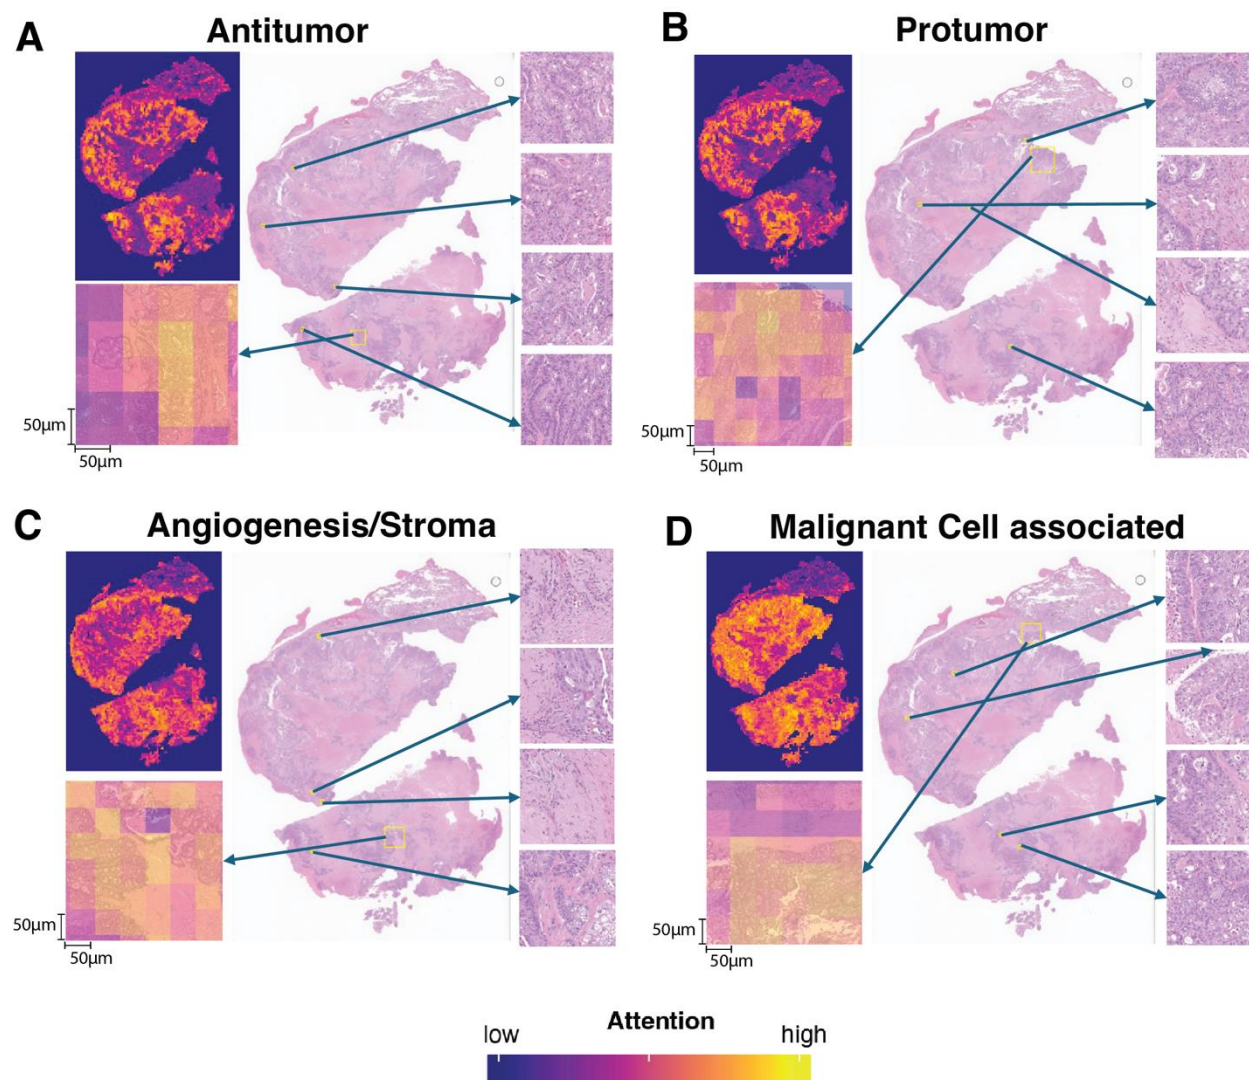 A Antitumor
B Protumor
50µm
50µm
50µm
50µm
C Angiogenesis/Stroma
D Malignant Cell associated
50µm
50µm
50µm
50µm
low Attention high